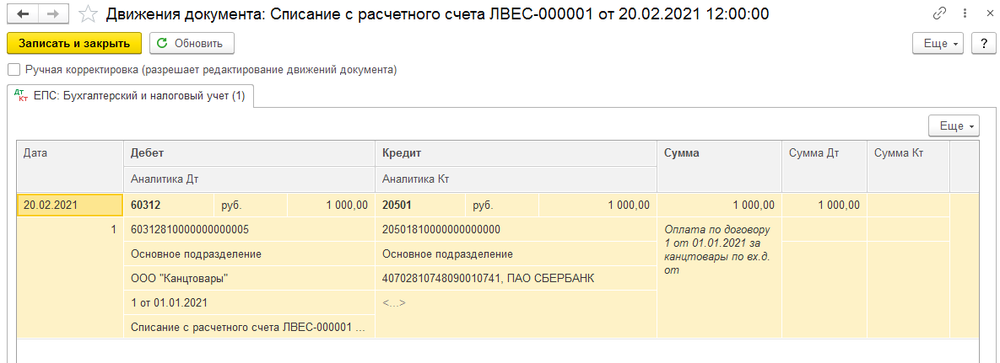 Движения документа: Списание с расчетного счета ЛВЕС-000001 от 20.02.2021 12:00:00
Записать и закрыть Обновить Еще ?
Ручная корректировка (разрешает редактирование движений документа)
Дт Кт ЕПС: Бухгалтерский и налоговый учет (1)
Еще
Дата Дебет Кредит Сумма Сумма Дт Сумма Кт
Аналитика Дт Аналитика Кт
20.02.2021 60312 руб. 1 000,00 20501 руб. 1 000,00 1 000,00 1 000,00
1 60312810000000000005 20501810000000000000 Оплата по договору
Основное подразделение Основное подразделение 1 от 01.01.2021 за
ООО "Канцтовары" 40702810748090010741, ПАО СБЕРБАНК канцтовары по вх.д.
1 от 01.01.2021 <...> от
Списание с расчетного счета ЛВЕС-000001 ...